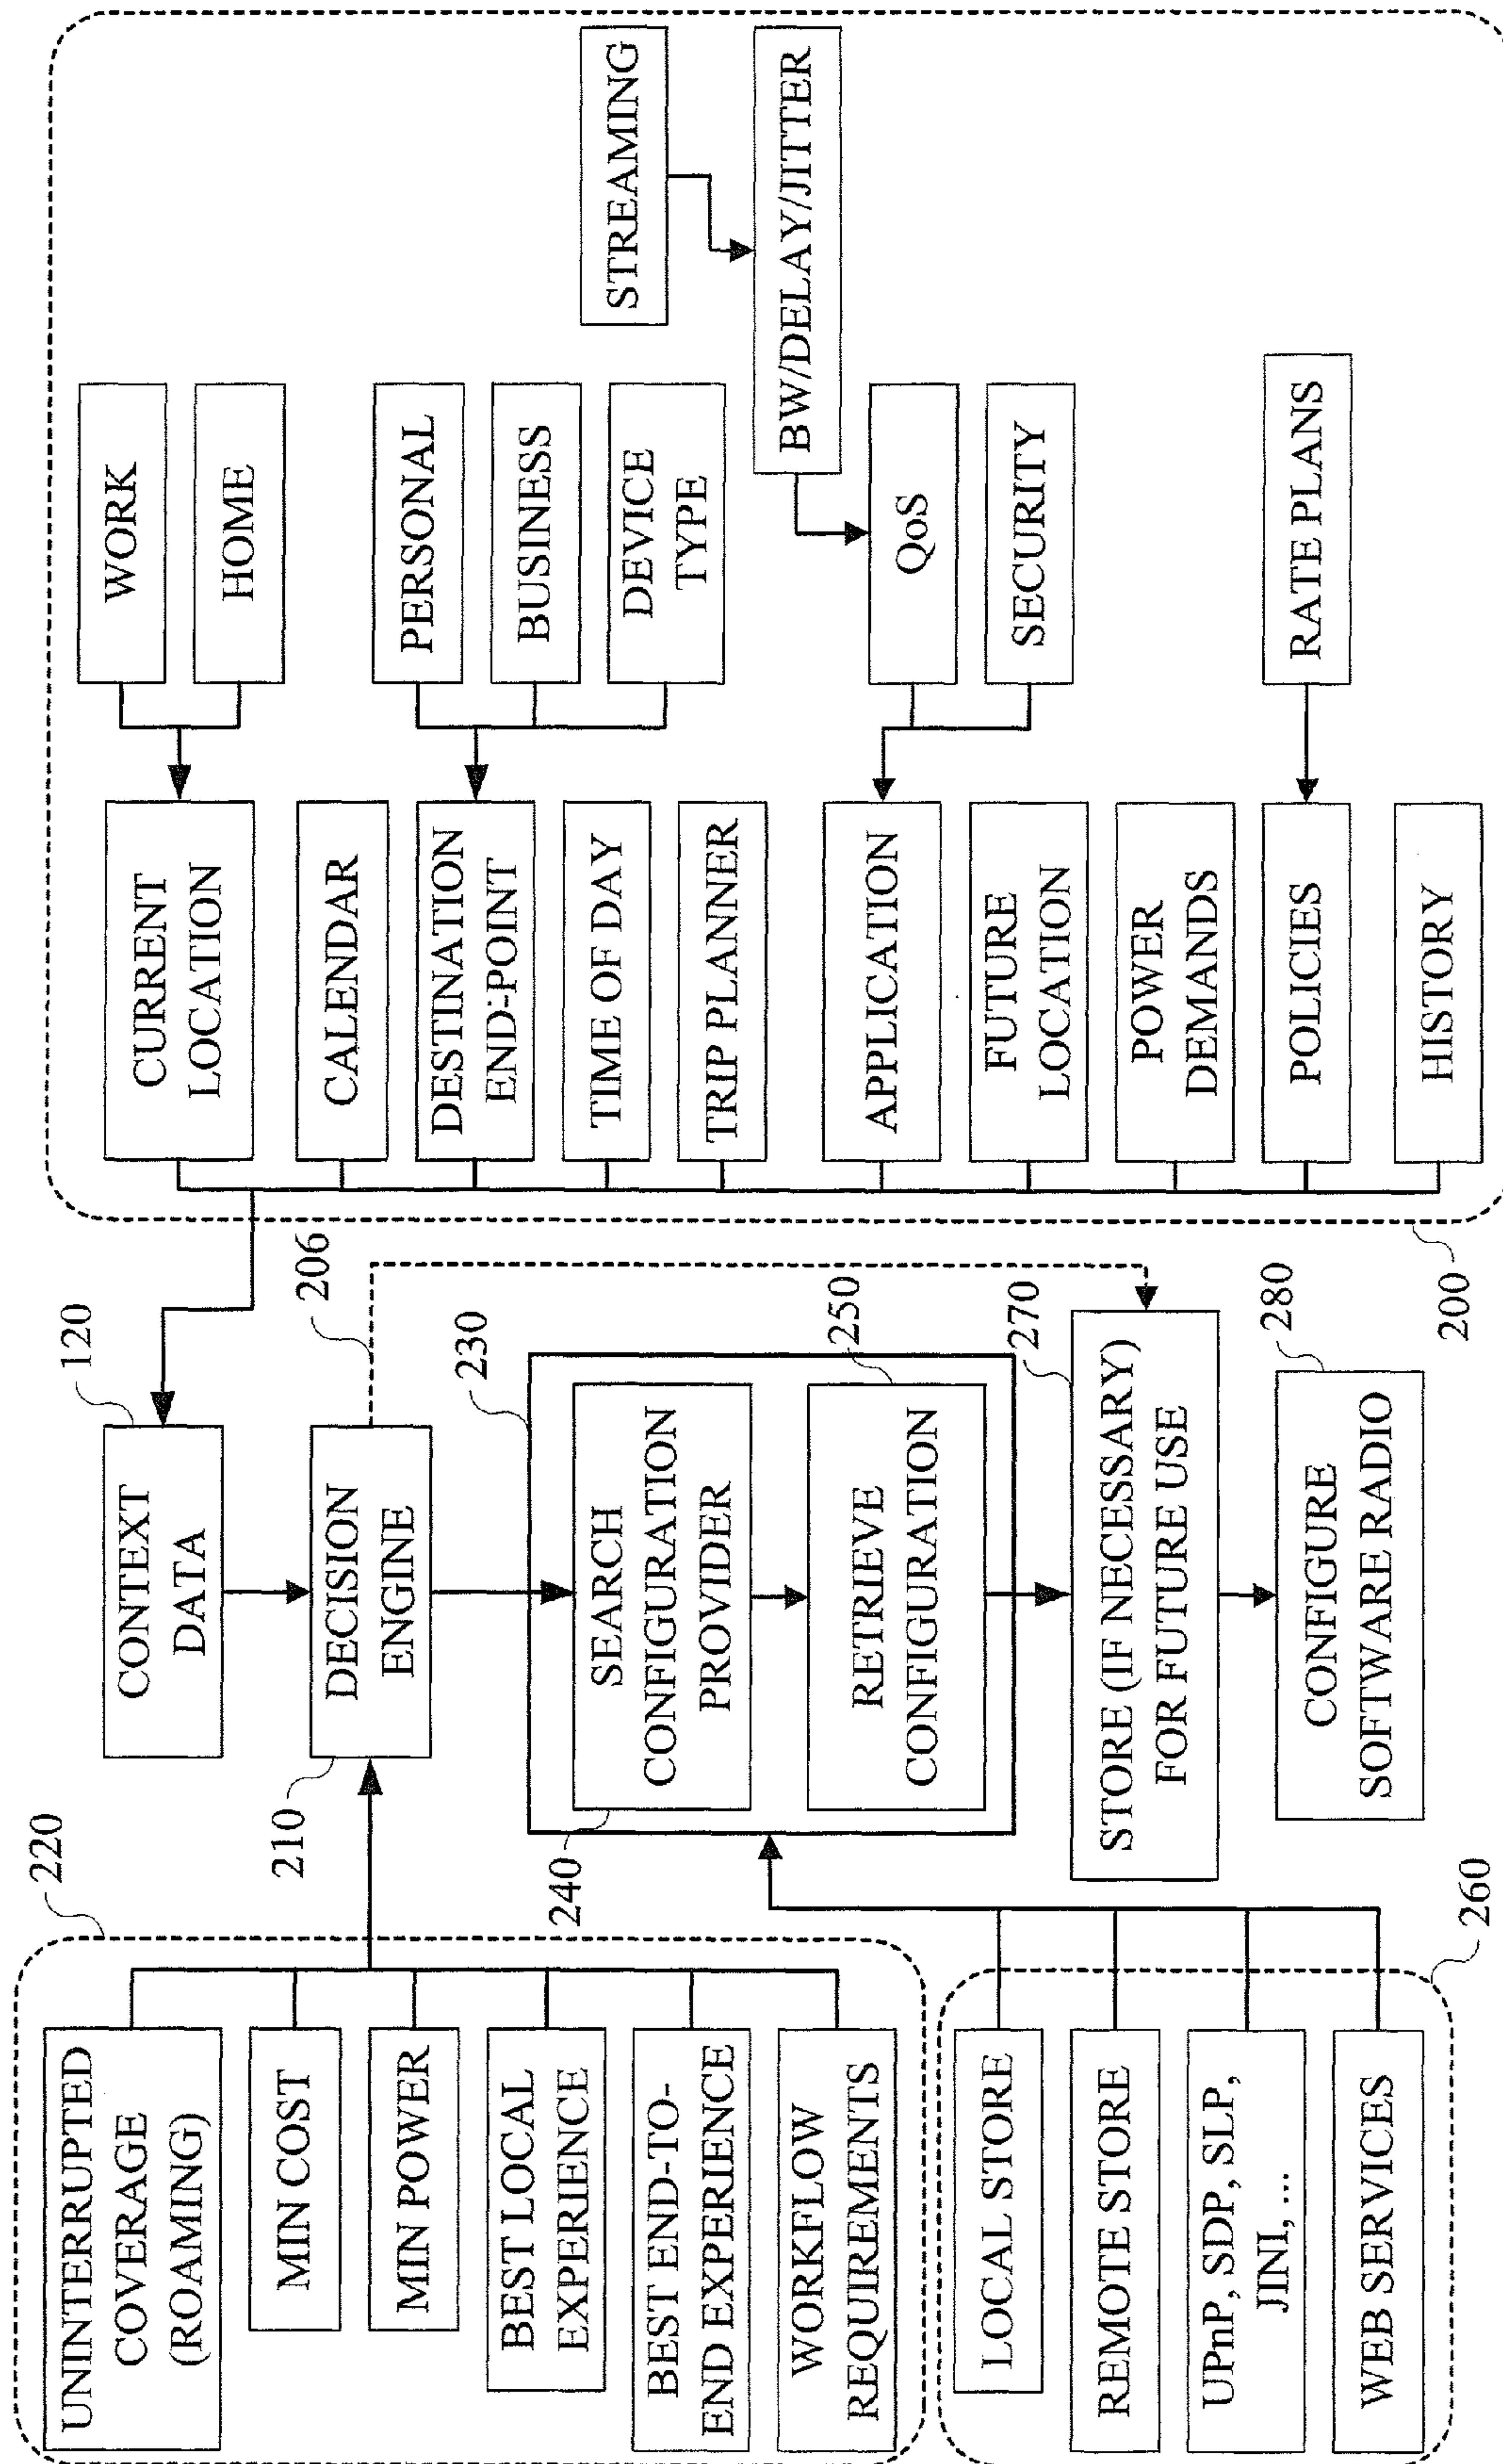 220
UNINTERRUPTED
COVERAGE
(ROAMING)
MIN COST
MIN POWER
BEST LOCAL
EXPERIENCE
BEST END-TO-
END EXPERIENCE
WORKFLOW
REQUIREMENTS
260
LOCAL STORE
REMOTE STORE
UPnP, SDP, SLP,
JINI, ...
WEB SERVICES
120
CONTEXT
DATA
206
210
DECISION
ENGINE
230
240
SEARCH
CONFIGURATION
PROVIDER
250
RETRIEVE
CONFIGURATION
270
STORE (IF NECESSARY)
FOR FUTURE USE
280
CONFIGURE
SOFTWARE RADIO
200
CURRENT
LOCATION
CALENDAR
DESTINATION
END-POINT
TIME OF DAY
TRIP PLANNER
APPLICATION
FUTURE
LOCATION
POWER
DEMANDS
POLICIES
HISTORY
WORK
HOME
PERSONAL
BUSINESS
DEVICE
TYPE
QoS
SECURITY
RATE PLANS
STREAMING
BW/DELAY/JITTER